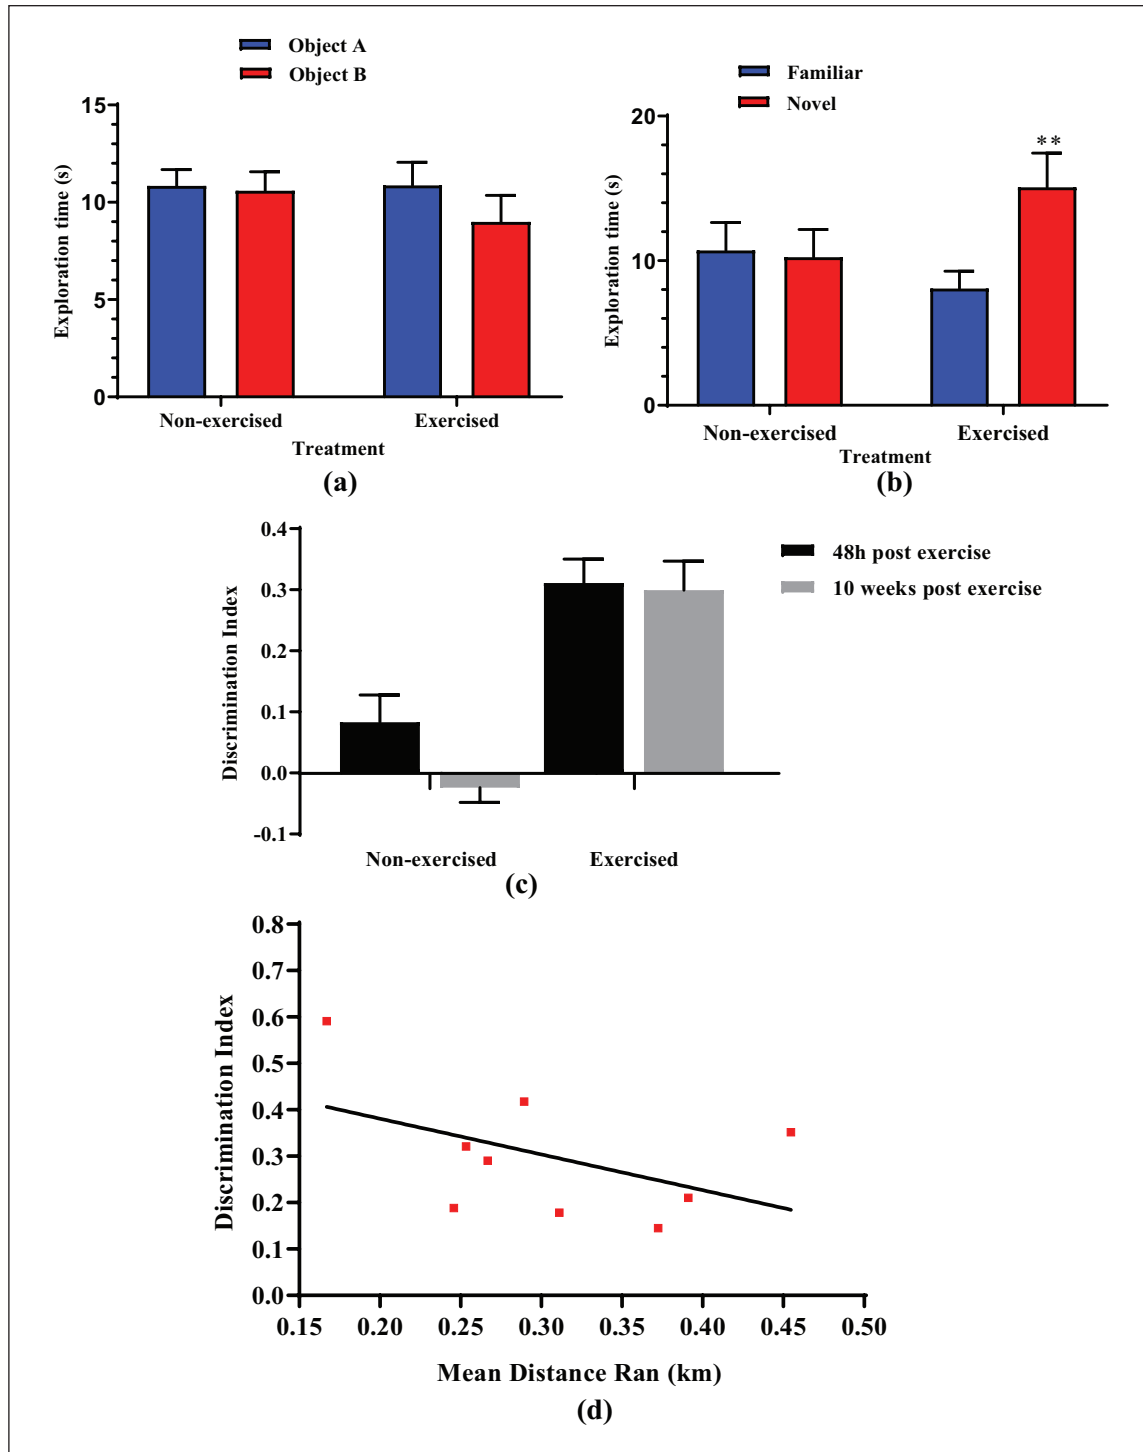 Object A
Object B
15
10
5
0
Exploration time (s)
Non-exercised
Exercised
Treatment
(a)
Familiar
Novel
20
10
0
Exploration time (s)
**
Non-exercised
Exercised
Treatment
(b)
0.4
0.3
0.2
0.1
0.0
-0.1
Discrimination Index
48h post exercise
10 weeks post exercise
Non-exercised
Exercised
(c)
0.8
0.7
0.6
0.5
0.4
0.3
0.2
0.1
0.0
Discrimination Index
0.15 0.20 0.25 0.30 0.35 0.40 0.45 0.50
Mean Distance Ran (km)
(d)